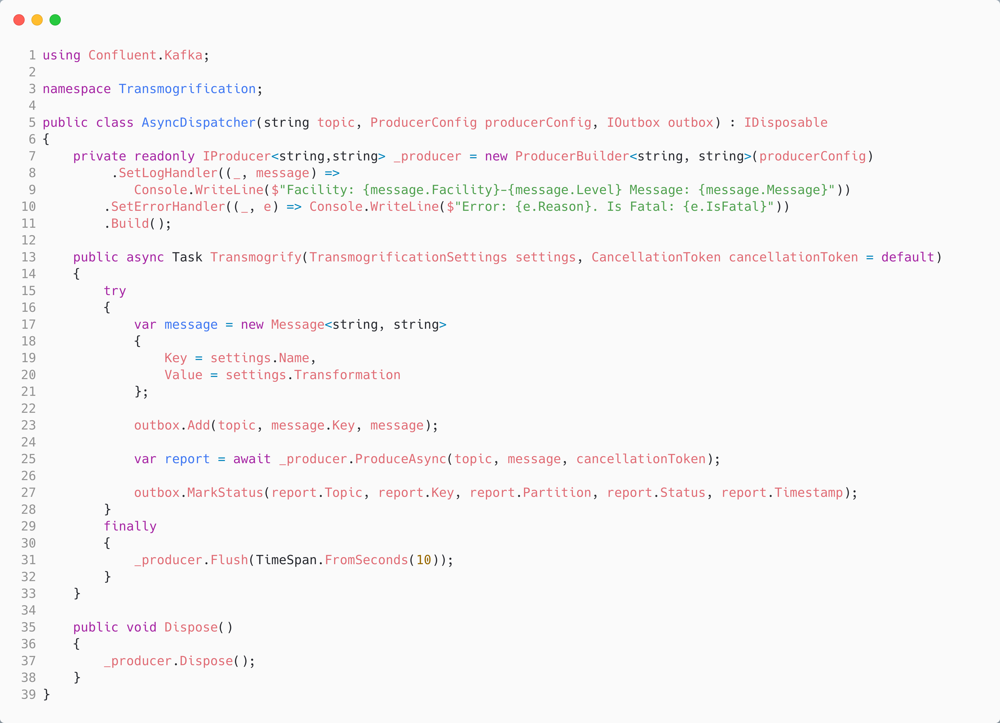 1 using Confluent.Kafka;
2
3 namespace Transmogrification;
4
5 public class AsyncDispatcher(string topic, ProducerConfig producerConfig, IOutbox outbox) : IDisposable
6 {
7     private readonly IProducer<string,string> _producer = new ProducerBuilder<string, string>(producerConfig)
8          .SetLogHandler((_, message) =>
9             Console.WriteLine($"Facility: {message.Facility}-{message.Level} Message: {message.Message}"))
10         .SetErrorHandler((_, e) => Console.WriteLine($"Error: {e.Reason}. Is Fatal: {e.IsFatal}"))
11         .Build();
12
13     public async Task Transmogrify(TransmogrificationSettings settings, CancellationToken cancellationToken = default)
14     {
15         try
16         {
17             var message = new Message<string, string>
18             {
19                 Key = settings.Name,
20                 Value = settings.Transformation
21             };
22
23             outbox.Add(topic, message.Key, message);
24
25             var report = await _producer.ProduceAsync(topic, message, cancellationToken);
26
27             outbox.MarkStatus(report.Topic, report.Key, report.Partition, report.Status, report.Timestamp);
28         }
29         finally
30         {
31             _producer.Flush(TimeSpan.FromSeconds(10));
32         }
33     }
34
35     public void Dispose()
36     {
37         _producer.Dispose();
38     }
39 }